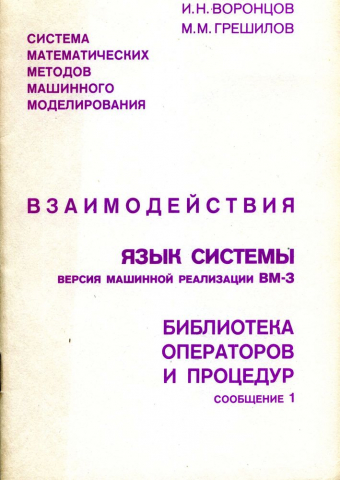 И.Н. ВОРОНЦОВ
М.М. ГРЕШИЛОВ
СИСТЕМА
МАТЕМАТИЧЕСКИХ
МЕТОДОВ
МАШИННОГО
МОДЕЛИРОВАНИЯ
ВЗАИМОДЕЙСТВИЯ
ЯЗЫК СИСТЕМЫ
ВЕРСИЯ МАШИННОЙ РЕАЛИЗАЦИИ ВМ-3
БИБЛИОТЕКА
ОПЕРАТОРОВ
И ПРОЦЕДУР
СООБЩЕНИЕ 1